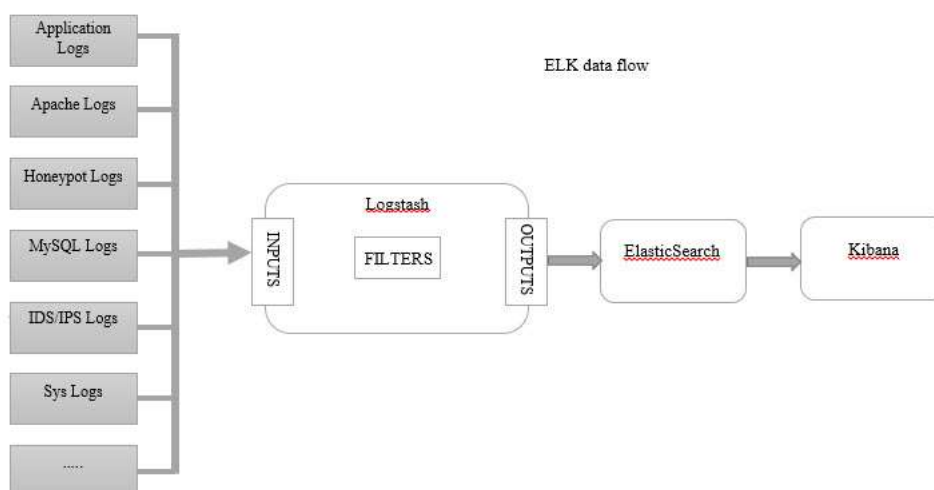 Application
Logs
ELK data flow
Apache Logs
Honeypot Logs
Logstash
MySQL Logs
INPUTS
FILTERS
OUTPUTS
ElasticSearch
Kibana
IDS/IPS Logs
Sys Logs
.....